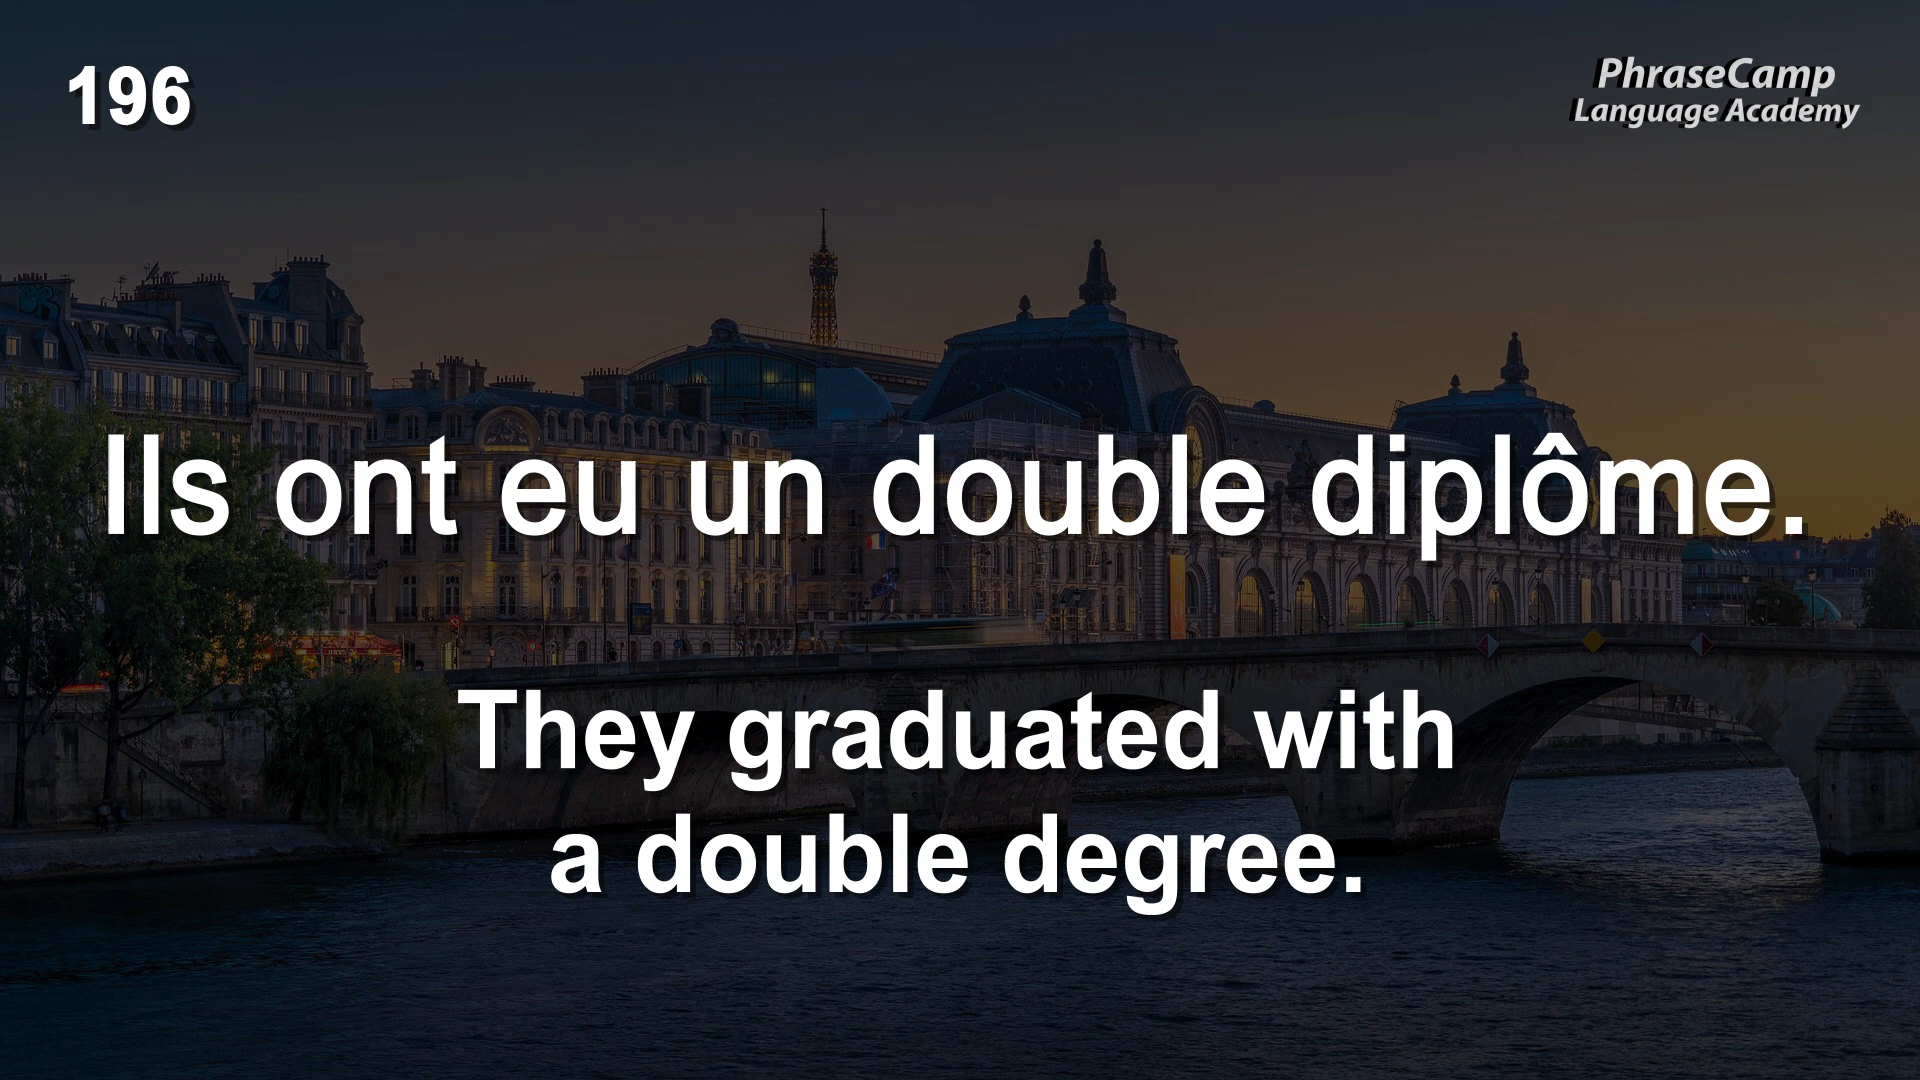 196
PhraseCamp
Language Academy
Ils ont eu un double diplôme.
They graduated with
a double degree.